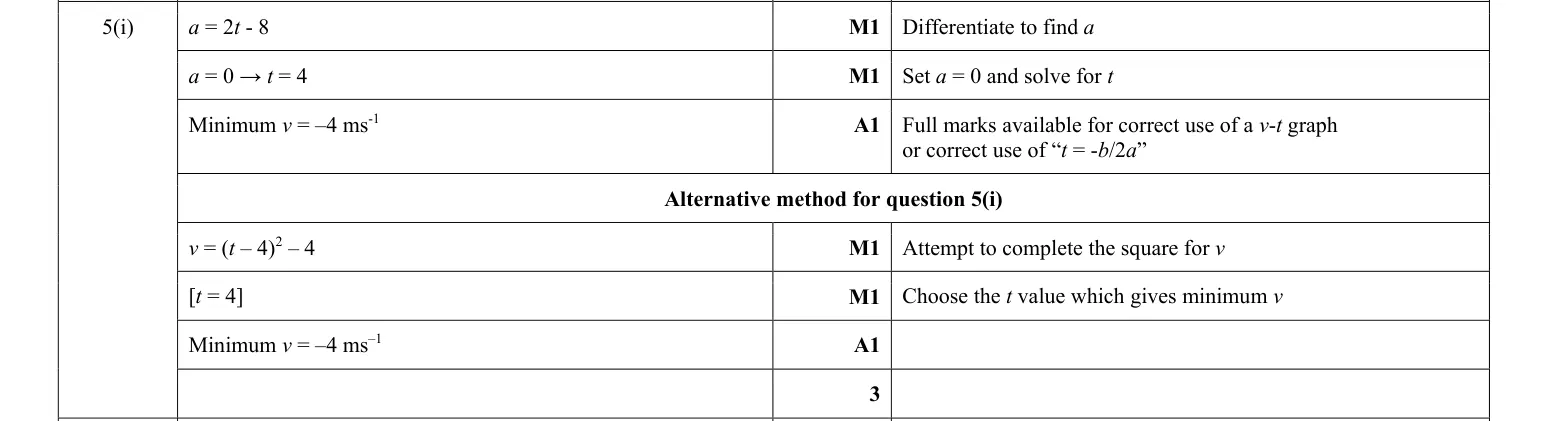 5(i) a = 2t - 8 M1 Differentiate to find a
a = 0 → t = 4 M1 Set a = 0 and solve for t
Minimum v = –4 ms⁻¹ A1 Full marks available for correct use of a v-t graph
or correct use of “t = -b/2a”
Alternative method for question 5(i)
v = (t – 4)² – 4 M1 Attempt to complete the square for v
[t = 4] M1 Choose the t value which gives minimum v
Minimum v = –4 ms⁻¹ A1
3